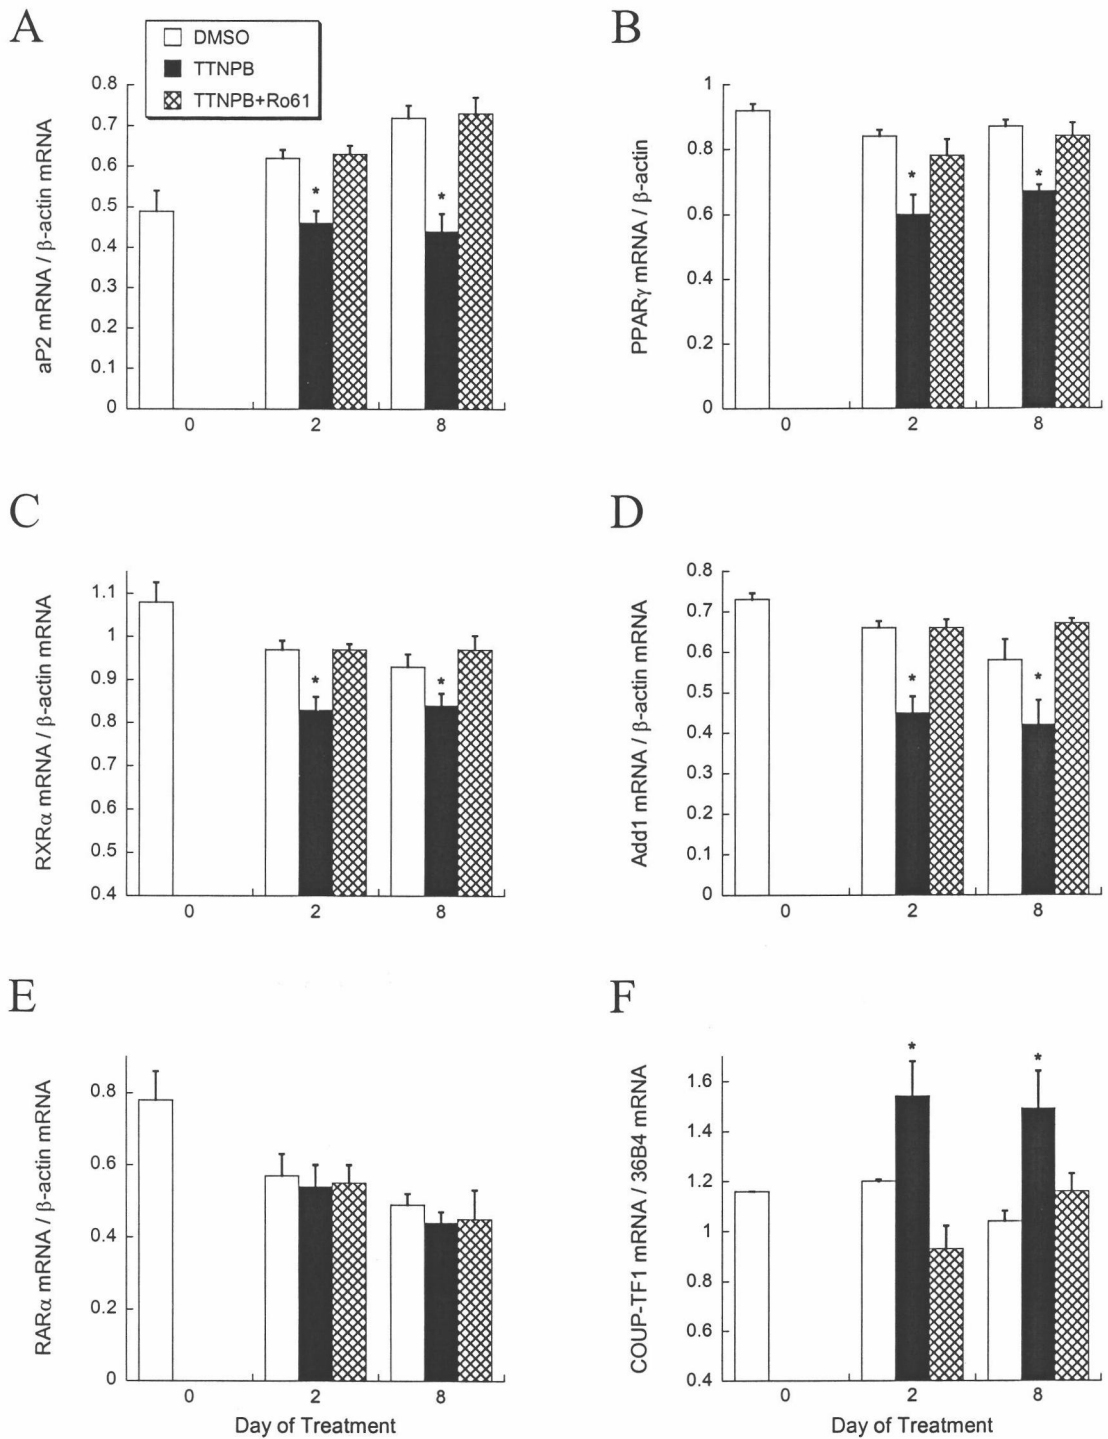 A
DMSO
TTNPB
TTNPB+Ro61
aP2 mRNA / β-actin mRNA
0.8
0.7
0.6
0.5
0.4
0.3
0.2
0.1
0
* *
0 2 8
B
PPARγ mRNA / β-actin
1
0.8
0.6
0.4
0.2
0
* *
0 2 8
C
RXRα mRNA / β-actin mRNA
1.1
1
0.9
0.8
0.7
0.6
0.5
0.4
* *
0 2 8
D
Add1 mRNA / β-actin mRNA
0.8
0.7
0.6
0.5
0.4
0.3
0.2
0.1
0
* *
0 2 8
E
RARα mRNA / β-actin mRNA
0.8
0.6
0.4
0.2
0
0 2 8
Day of Treatment
F
COUP-TF1 mRNA / 36B4 mRNA
1.6
1.4
1.2
1
0.8
0.6
0.4
* *
0 2 8
Day of Treatment